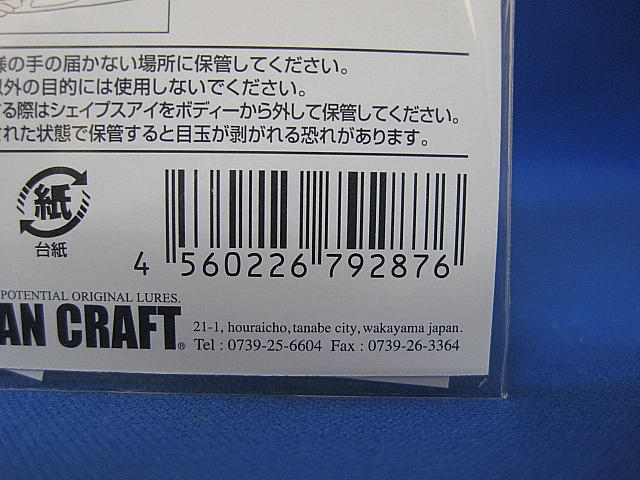 様の手の届かない場所に保管してください。
以外の目的には使用しないでください。
する際はシェイプスアイをボディーから外して保管してください。
された状態で保管すると目玉が剥がれる恐れがあります。
紙
台紙
4 560226 792876
POTENTIAL ORIGINAL LURES.
AN CRAFT®
21-1, houraicho, tanabe city, wakayama japan.
Tel : 0739-25-6604 Fax : 0739-26-3364